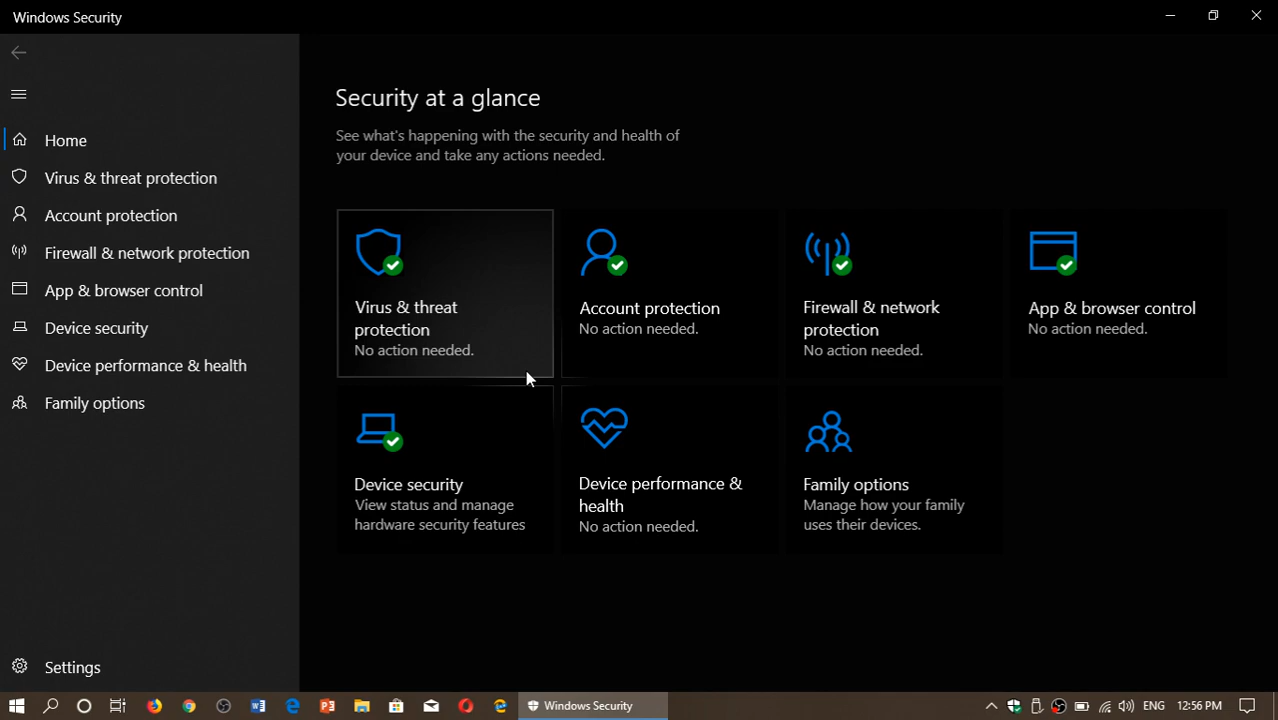 Windows Security
Home
Virus & threat protection
Account protection
Firewall & network protection
App & browser control
Device security
Device performance & health
Family options
Settings
Security at a glance
See what's happening with the security and health of
your device and take any actions needed.
Virus & threat
protection
No action needed.
Account protection
No action needed.
Firewall & network
protection
No action needed.
App & browser control
No action needed.
Device security
View status and manage
hardware security features
Device performance &
health
No action needed.
Family options
Manage how your family
uses their devices.
Windows Security
ENG
12:56 PM